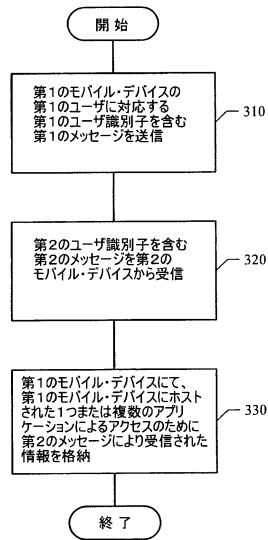 開始
第1のモバイル・デバイスの
第1のユーザに対応する
第1のユーザ識別子を含む
第1のメッセージを送信
310
第2のユーザ識別子を含む
第2のメッセージを第2の
モバイル・デバイスから受信
320
第1のモバイル・デバイスにて、
第1のモバイル・デバイスにホスト
された1つまたは複数のアプリ
ケーションによるアクセスのために
第2のメッセージにより受信された
情報を格納
330
終了